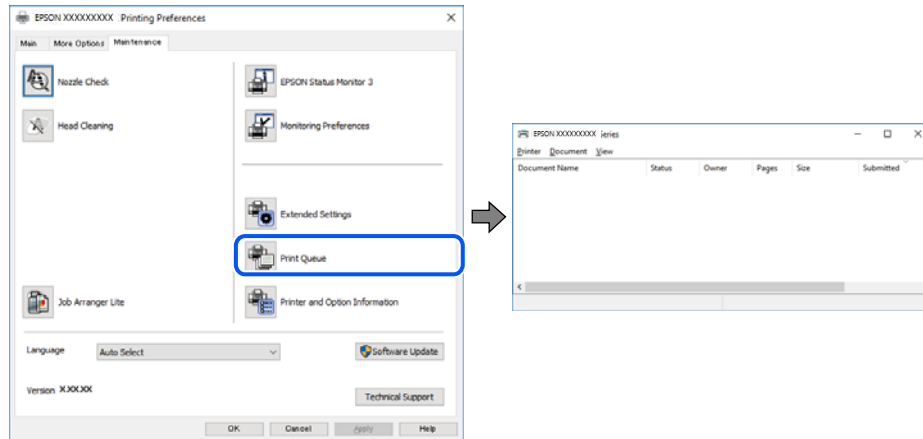 EPSON XXXXXXXXX Printing Preferences
Main More Options Maintenance
Nozzle Check
EPSON Status Monitor 3
Head Cleaning
Monitoring Preferences
Extended Settings
Print Queue
Job Arranger Lite
Printer and Option Information
Language
Auto Select
Software Update
Version X.XX.XX
Technical Support
OK Cancel Apply Help
EPSON XXXXXXXXX eries
Printer Document View
Document Name Status Owner Pages Size Submitted